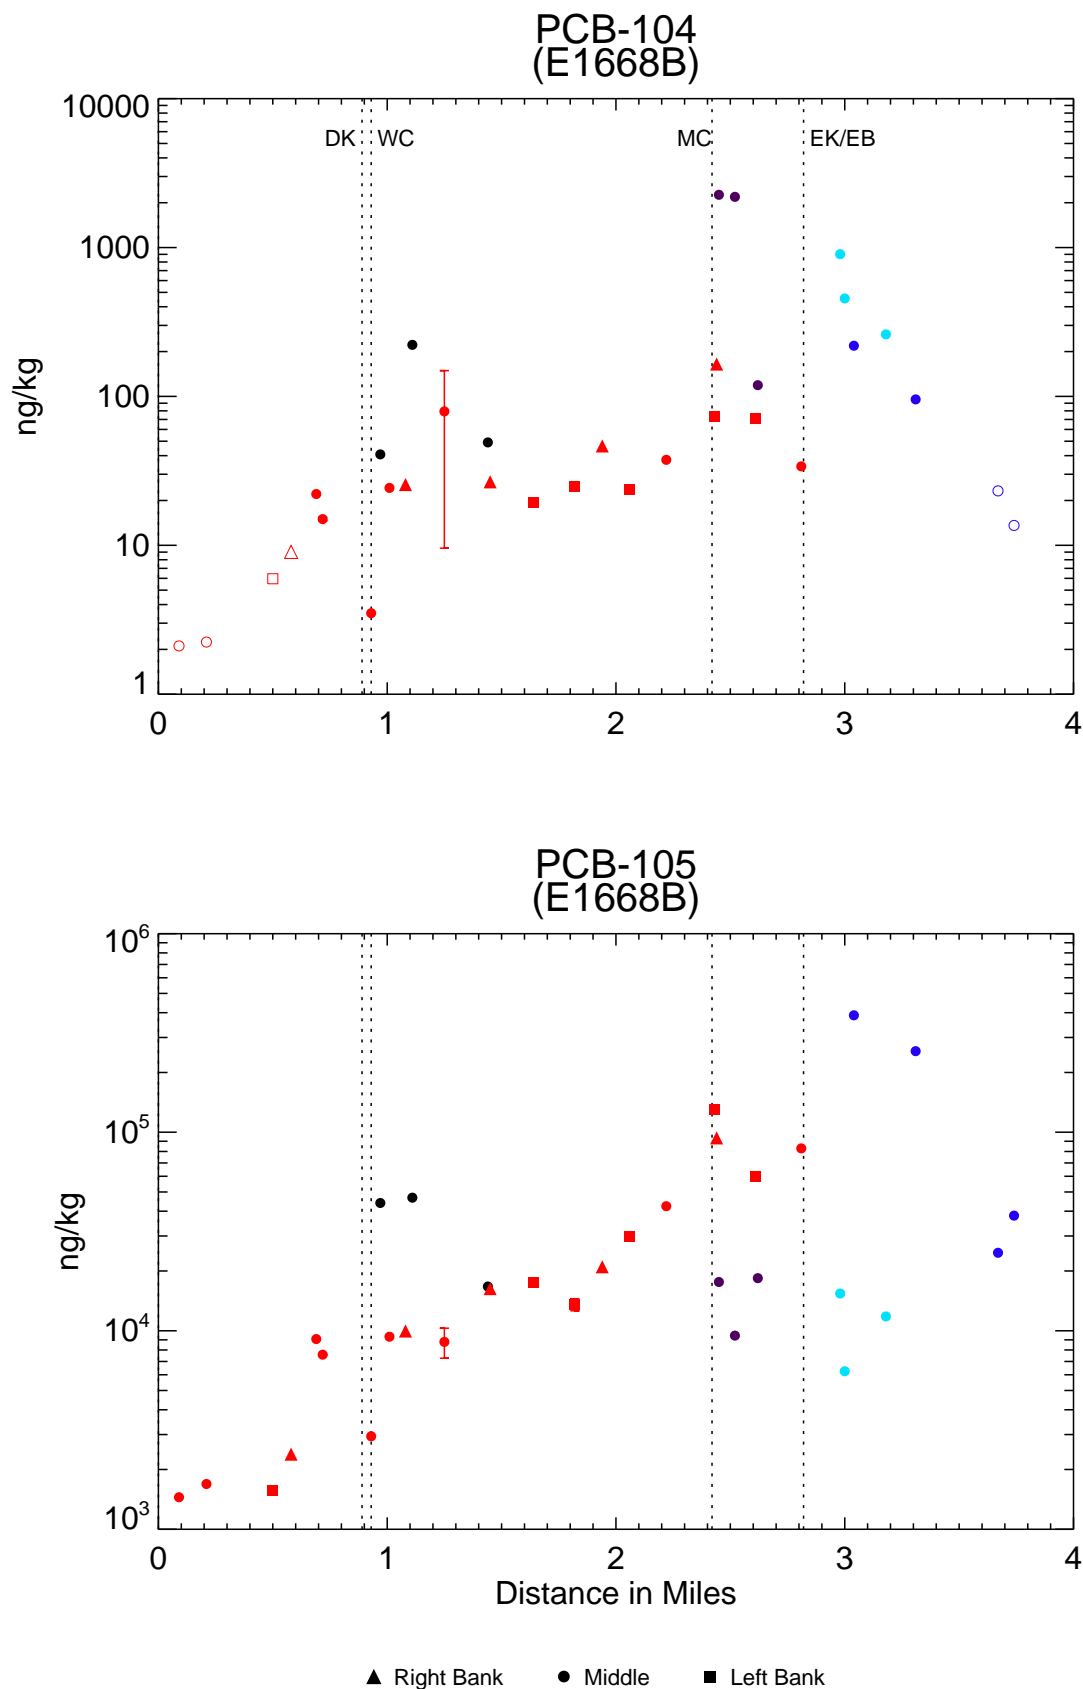 PCB-104
(E1668B)
10000
1000
100
10
1
ng/kg
DK WC MC EK/EB
0 1 2 3 4
PCB-105
(E1668B)
10^6
10^5
10^4
10^3
ng/kg
0 1 2 3 4
Distance in Miles
▲ Right Bank ● Middle ■ Left Bank